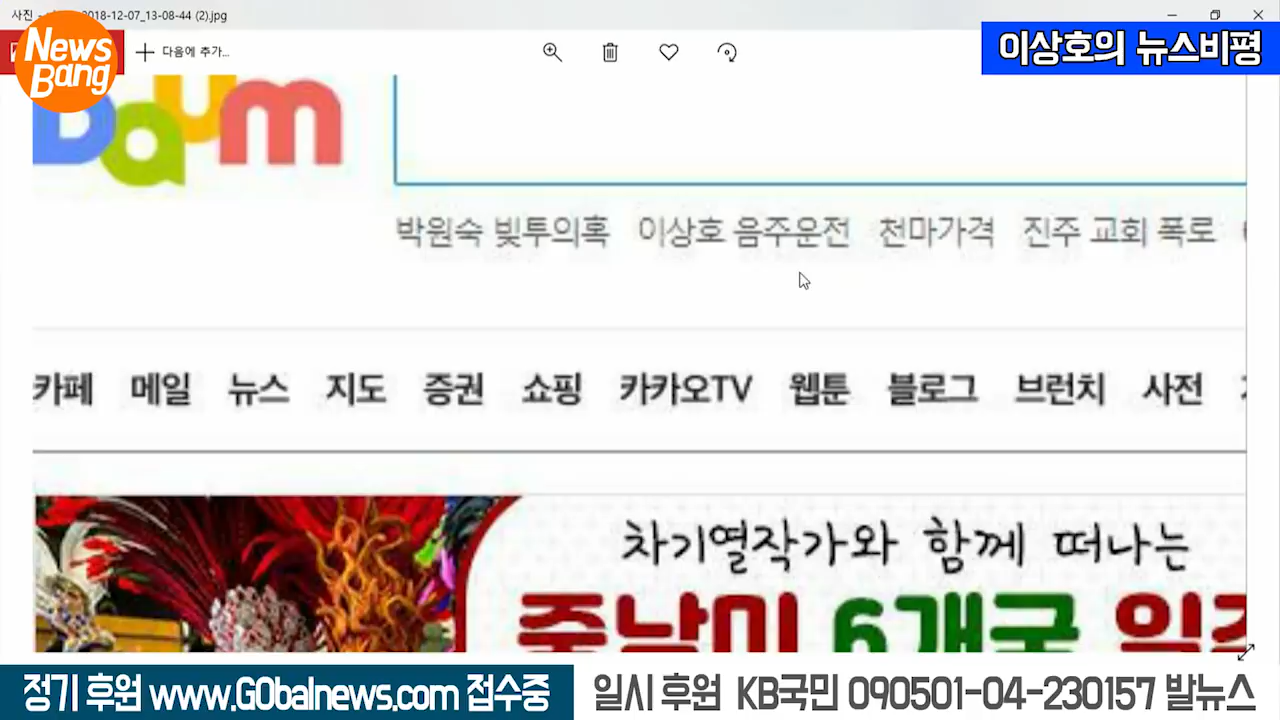 2018-12-07_13-08-44 (2).jpg
News
Bang
다음에 추가...
이상호의 뉴스비평
Daum
박원숙 빚투의혹 이상호 음주운전 천마가격 진주 교회 폭로
카페 메일 뉴스 지도 증권 쇼핑 카카오TV 웹툰 블로그 브런치 사전
차기열작가와 함께 떠나는
중남미 6개국 일주
정기 후원 www.GObalnews.com 접수중
일시 후원 KB국민 090501-04-230157 발뉴스